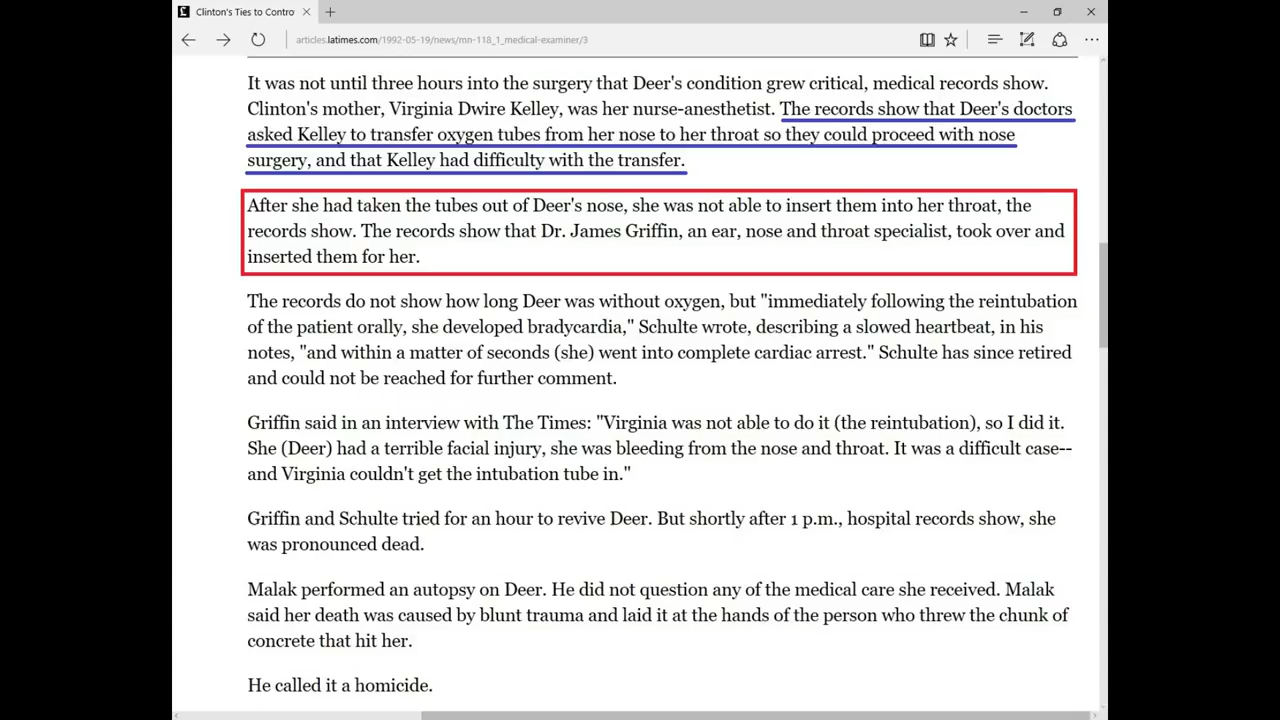 Clinton's Ties to Contro
articles.latimes.com/1992-05-19/news/mn-118_1_medical-examiner/3
It was not until three hours into the surgery that Deer's condition grew critical, medical records show.
Clinton's mother, Virginia Dwire Kelley, was her nurse-anesthetist. The records show that Deer's doctors
asked Kelley to transfer oxygen tubes from her nose to her throat so they could proceed with nose
surgery, and that Kelley had difficulty with the transfer.
After she had taken the tubes out of Deer's nose, she was not able to insert them into her throat, the
records show. The records show that Dr. James Griffin, an ear, nose and throat specialist, took over and
inserted them for her.
The records do not show how long Deer was without oxygen, but "immediately following the reintubation
of the patient orally, she developed bradycardia," Schulte wrote, describing a slowed heartbeat, in his
notes, "and within a matter of seconds (she) went into complete cardiac arrest." Schulte has since retired
and could not be reached for further comment.
Griffin said in an interview with The Times: "Virginia was not able to do it (the reintubation), so I did it.
She (Deer) had a terrible facial injury, she was bleeding from the nose and throat. It was a difficult case--
and Virginia couldn't get the intubation tube in."
Griffin and Schulte tried for an hour to revive Deer. But shortly after 1 p.m., hospital records show, she
was pronounced dead.
Malak performed an autopsy on Deer. He did not question any of the medical care she received. Malak
said her death was caused by blunt trauma and laid it at the hands of the person who threw the chunk of
concrete that hit her.
He called it a homicide.